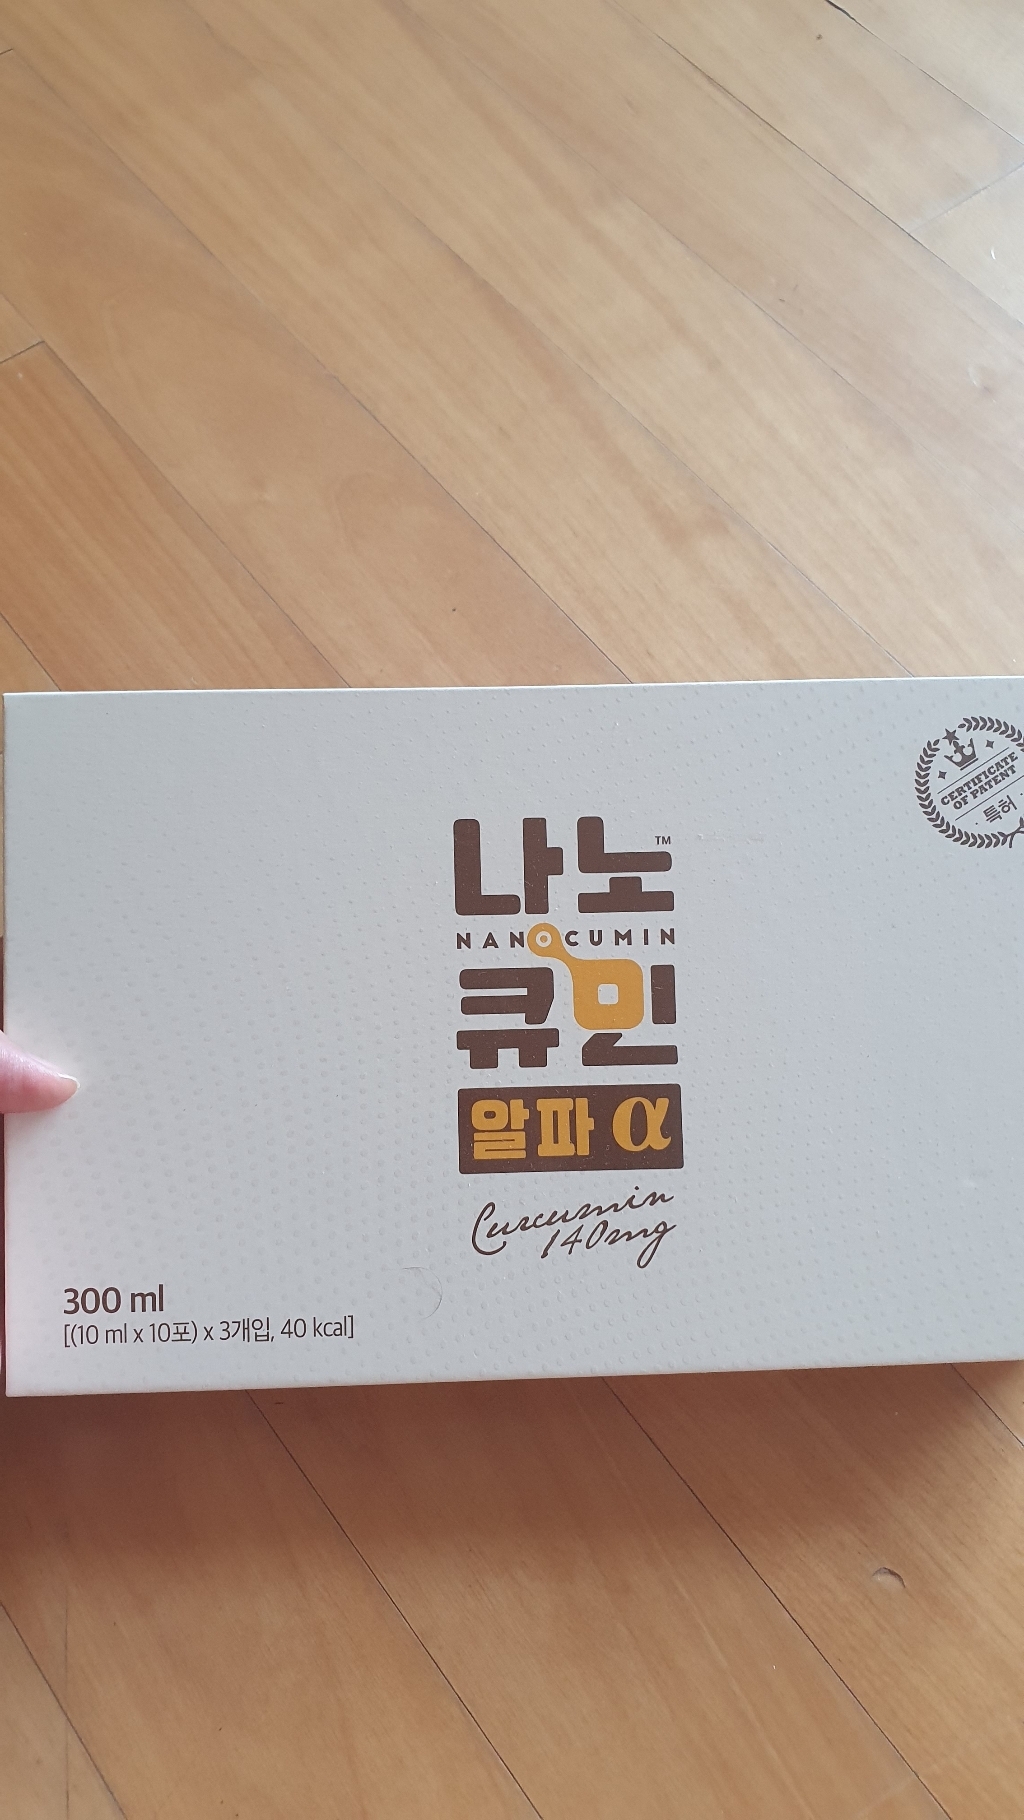 나노™
NANOCUMIN
큐민
알파 α
Curcumin
140mg
300 ml
[(10 ml x 10포) x 3개입, 40 kcal]
CERTIFICATE
OF PATENT
· 특허 ·